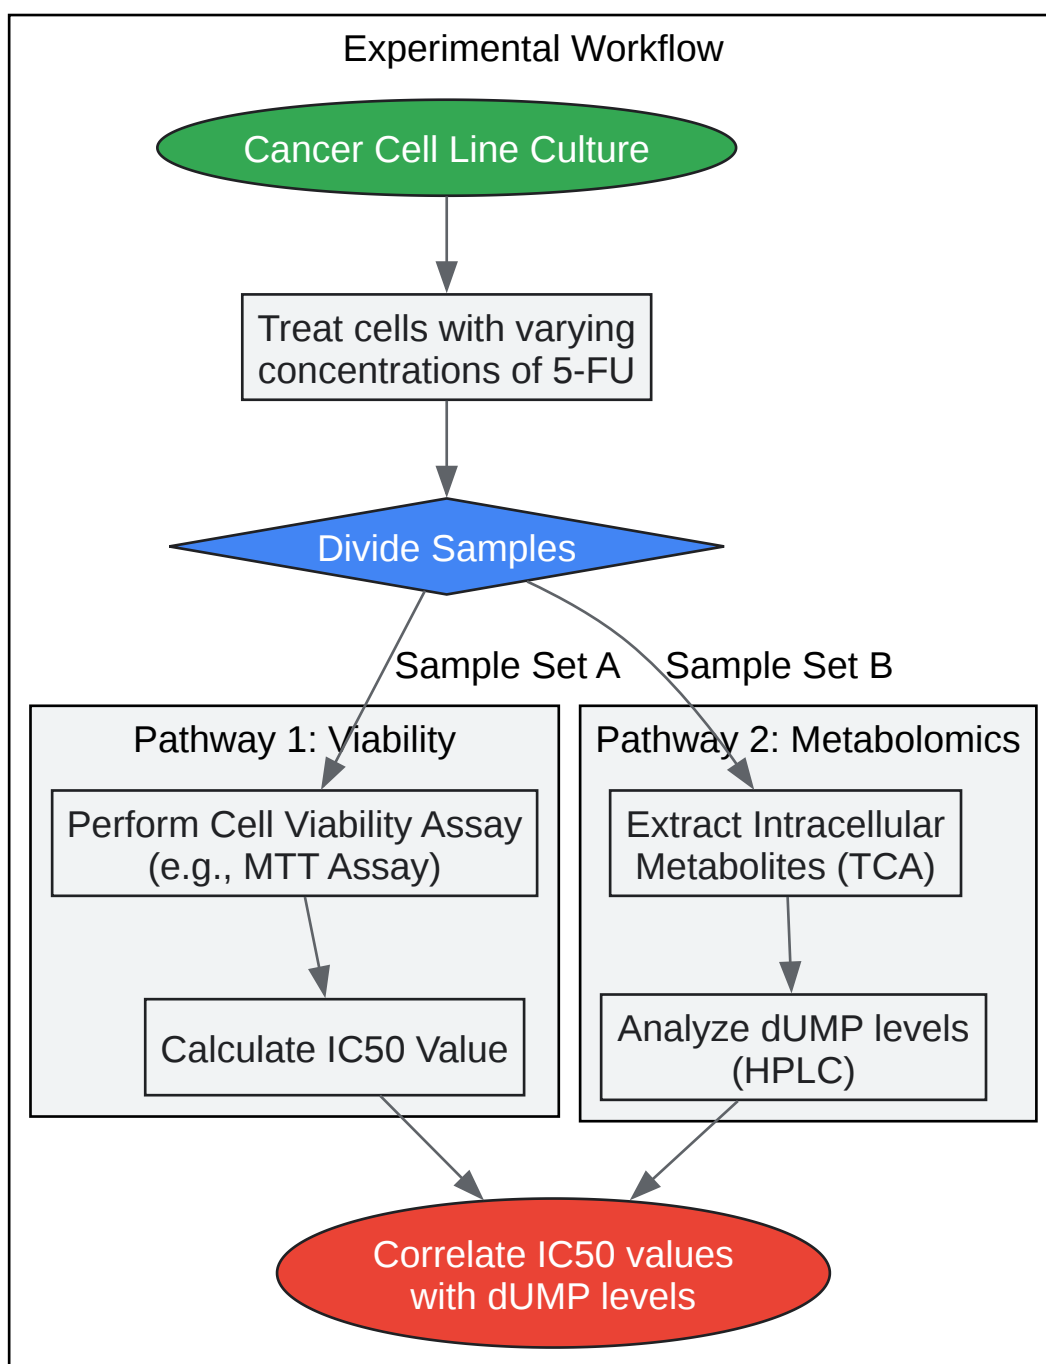 Experimental Workflow
Cancer Cell Line Culture
Treat cells with varying
concentrations of 5-FU
Divide Samples
Sample Set A
Sample Set B
Pathway 1: Viability
Perform Cell Viability Assay
(e.g., MTT Assay)
Calculate IC50 Value
Pathway 2: Metabolomics
Extract Intracellular
Metabolites (TCA)
Analyze dUMP levels
(HPLC)
Correlate IC50 values
with dUMP levels